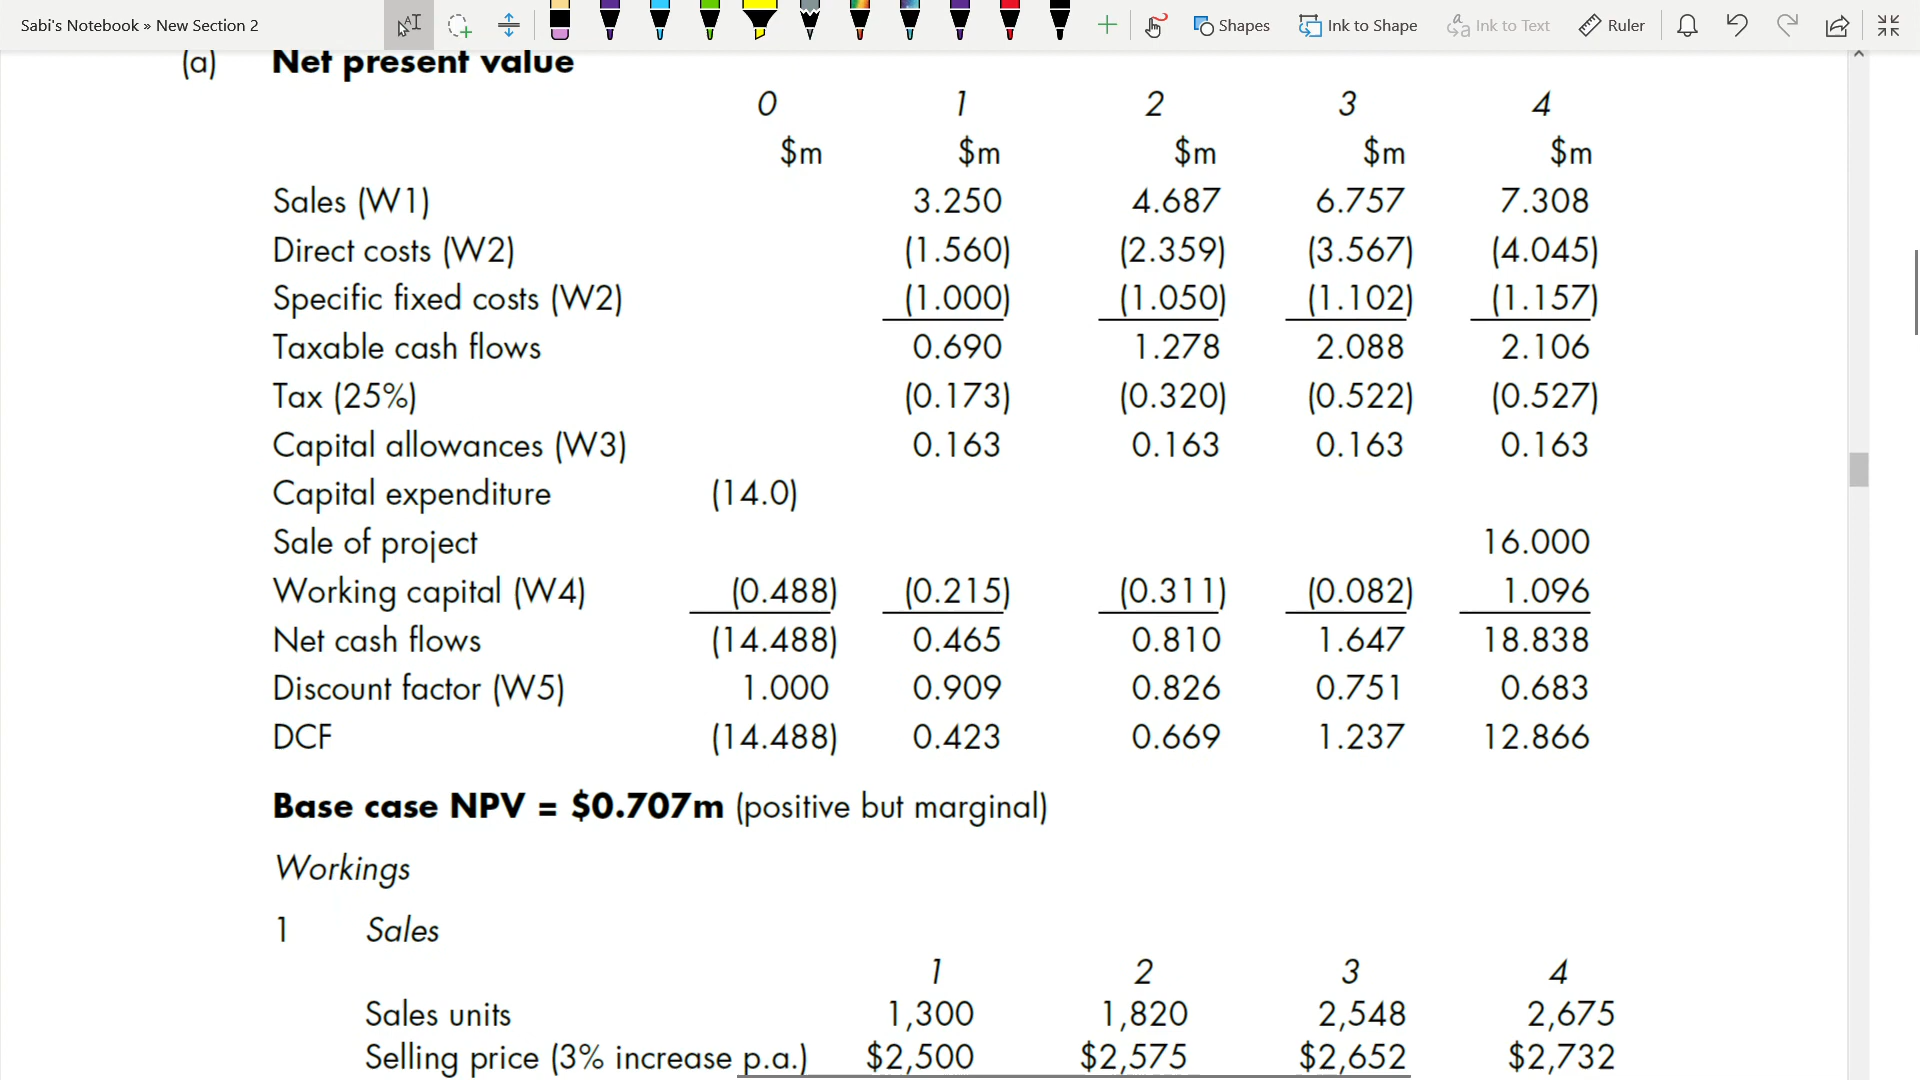 Sabi's Notebook » New Section 2 Shapes Ink to Shape Ink to Text Ruler
(a) Net present value
0 1 2 3 4
$m $m $m $m $m
Sales (W1) 3.250 4.687 6.757 7.308
Direct costs (W2) (1.560) (2.359) (3.567) (4.045)
Specific fixed costs (W2) (1.000) (1.050) (1.102) (1.157)
Taxable cash flows 0.690 1.278 2.088 2.106
Tax (25%) (0.173) (0.320) (0.522) (0.527)
Capital allowances (W3) 0.163 0.163 0.163 0.163
Capital expenditure (14.0)
Sale of project 16.000
Working capital (W4) (0.488) (0.215) (0.311) (0.082) 1.096
Net cash flows (14.488) 0.465 0.810 1.647 18.838
Discount factor (W5) 1.000 0.909 0.826 0.751 0.683
DCF (14.488) 0.423 0.669 1.237 12.866
Base case NPV = $0.707m (positive but marginal)
Workings
1 Sales
1 2 3 4
Sales units 1,300 1,820 2,548 2,675
Selling price (3% increase p.a.) $2,500 $2,575 $2,652 $2,732